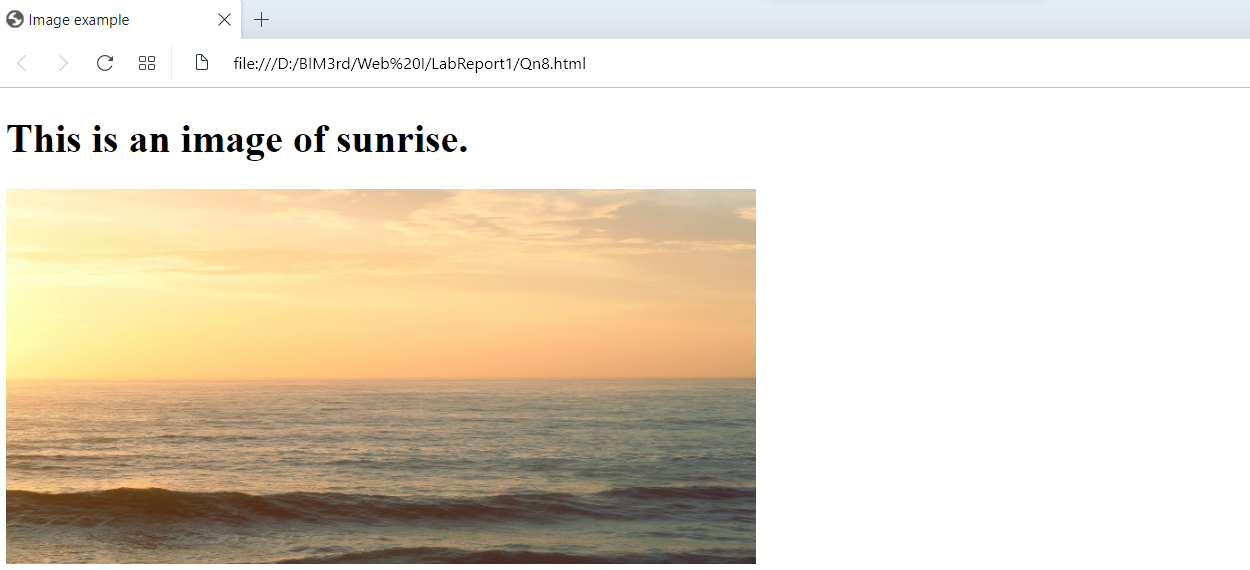 Image example
file:///D:/BIM3rd/Web%20I/LabReport1/Qn8.html
This is an image of sunrise.